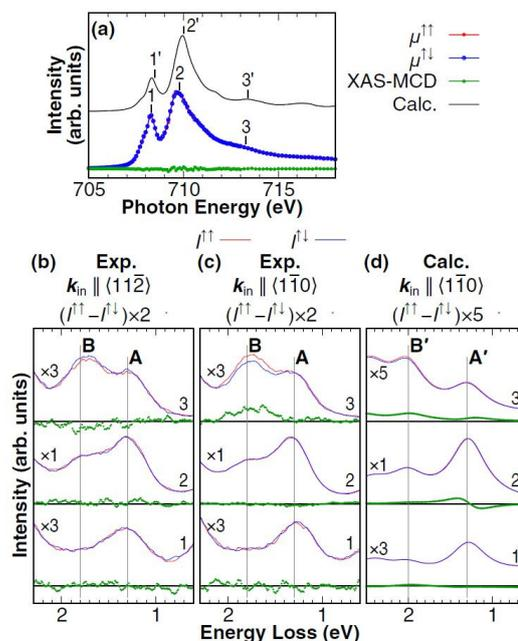 (a)
Intensity
(arb. units)
1'
2'
3'
1
2
3
μ↑↑
μ↑↓
XAS-MCD
Calc.
705 710 715
Photon Energy (eV)
I↑↑ I↑↓
(b) Exp. (c) Exp. (d) Calc.
k_in ∥ ⟨112̄⟩ k_in ∥ ⟨11̄0⟩ k_in ∥ ⟨11̄0⟩
(I↑↑−I↑↓)×2 (I↑↑−I↑↓)×2 (I↑↑−I↑↓)×5
B A B A B′ A′
×3 ×3 ×5
3 3 3
×1 ×1 ×1
2 2 2
×3 ×3 ×3
1 1 1
Intensity (arb. units)
2 1 2 1 2 1
Energy Loss (eV)